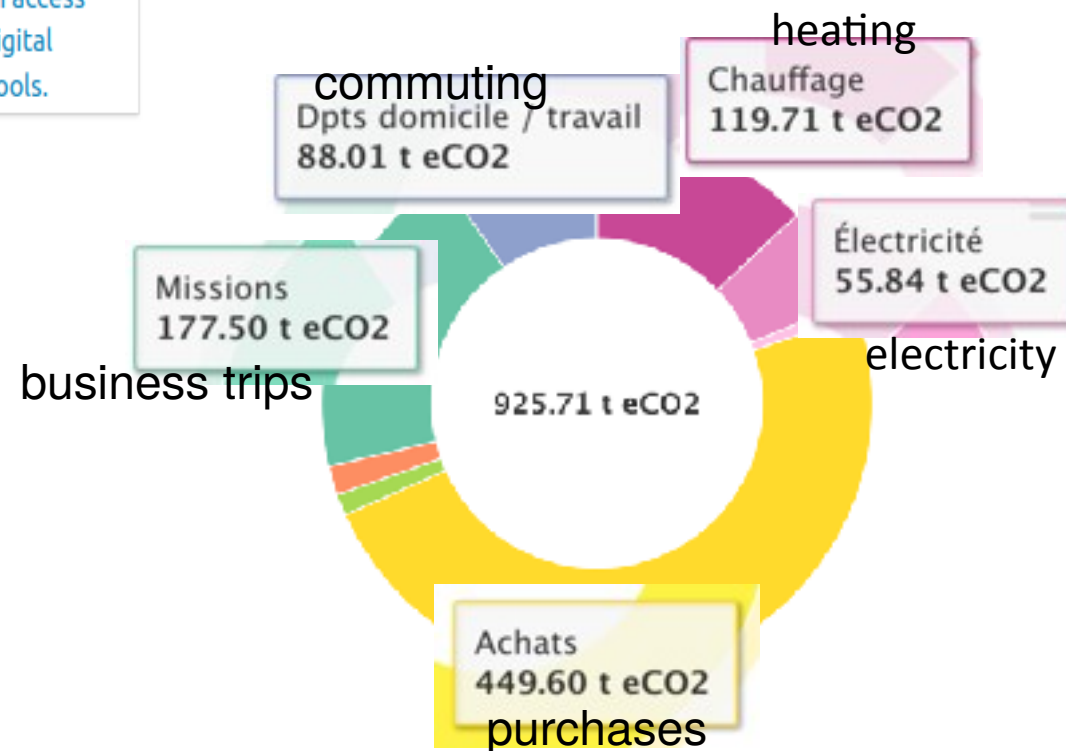 access
igital
ools.
heating
Chauffage
119.71 t eCO2
commuting
Dpts domicile / travail
88.01 t eCO2
Électricité
55.84 t eCO2
electricity
Missions
177.50 t eCO2
business trips
925.71 t eCO2
Achats
449.60 t eCO2
purchases